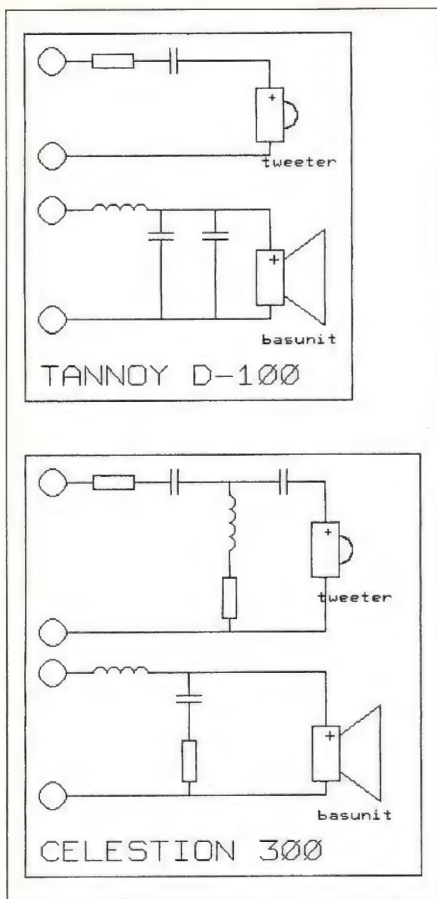 +
tweeter
+
basunit
TANNOY D-100
+
tweeter
+
basunit
CELESTION 300